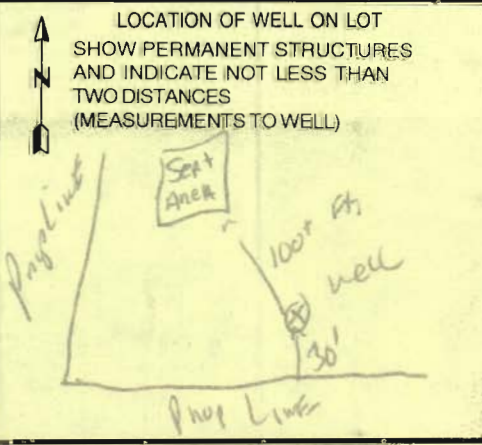 LOCATION OF WELL ON LOT
SHOW PERMANENT STRUCTURES
AND INDICATE NOT LESS THAN
TWO DISTANCES
(MEASUREMENTS TO WELL)
N
Sept
Area
Prop Line
100+ ft
well
30'
Prop Line